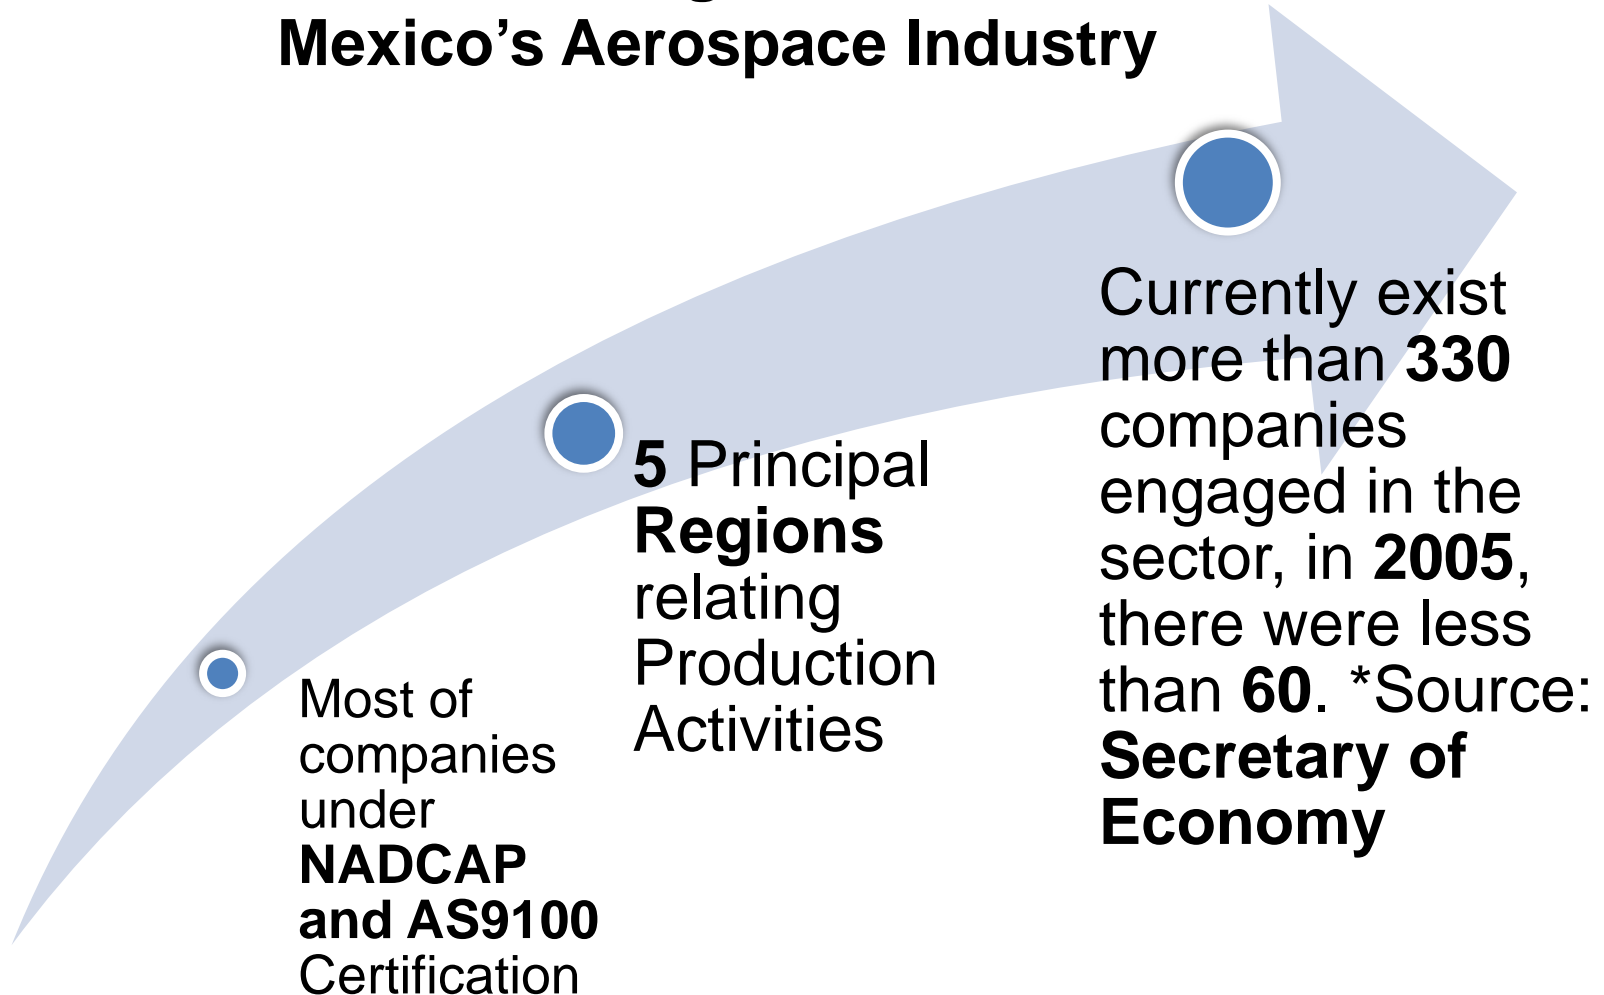 Mexico’s Aerospace Industry
Most of
companies
under
NADCAP
and AS9100
Certification
5 Principal
Regions
relating
Production
Activities
Currently exist
more than 330
companies
engaged in the
sector, in 2005,
there were less
than 60. *Source:
Secretary of
Economy